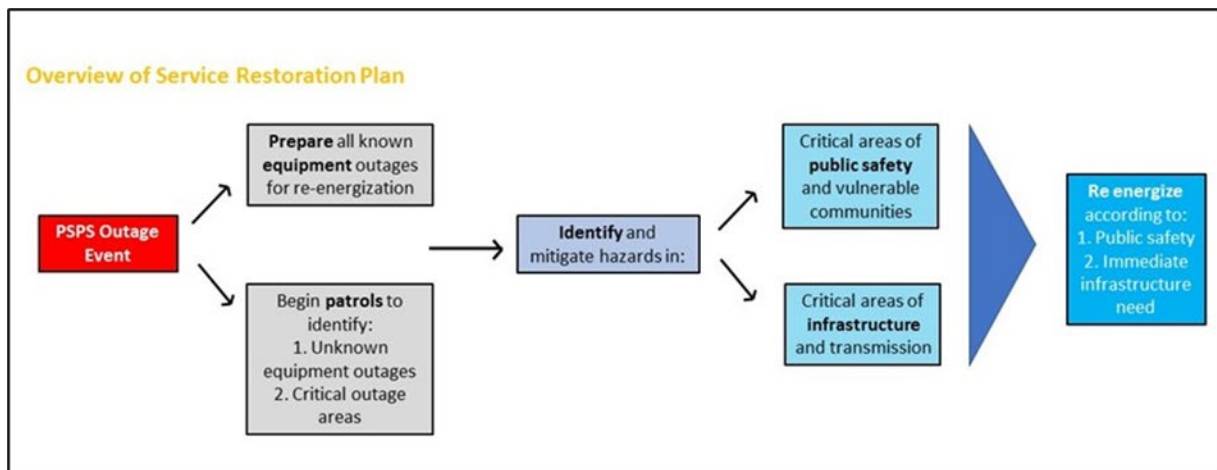 Overview of Service Restoration Plan
PSPS Outage
Event
Prepare all known
equipment outages
for re-energization
Begin patrols to
identify:
1. Unknown
equipment outages
2. Critical outage
areas
Identify and
mitigate hazards in:
Critical areas of
public safety
and vulnerable
communities
Critical areas of
infrastructure
and transmission
Re energize
according to:
1. Public safety
2. Immediate
infrastructure
need